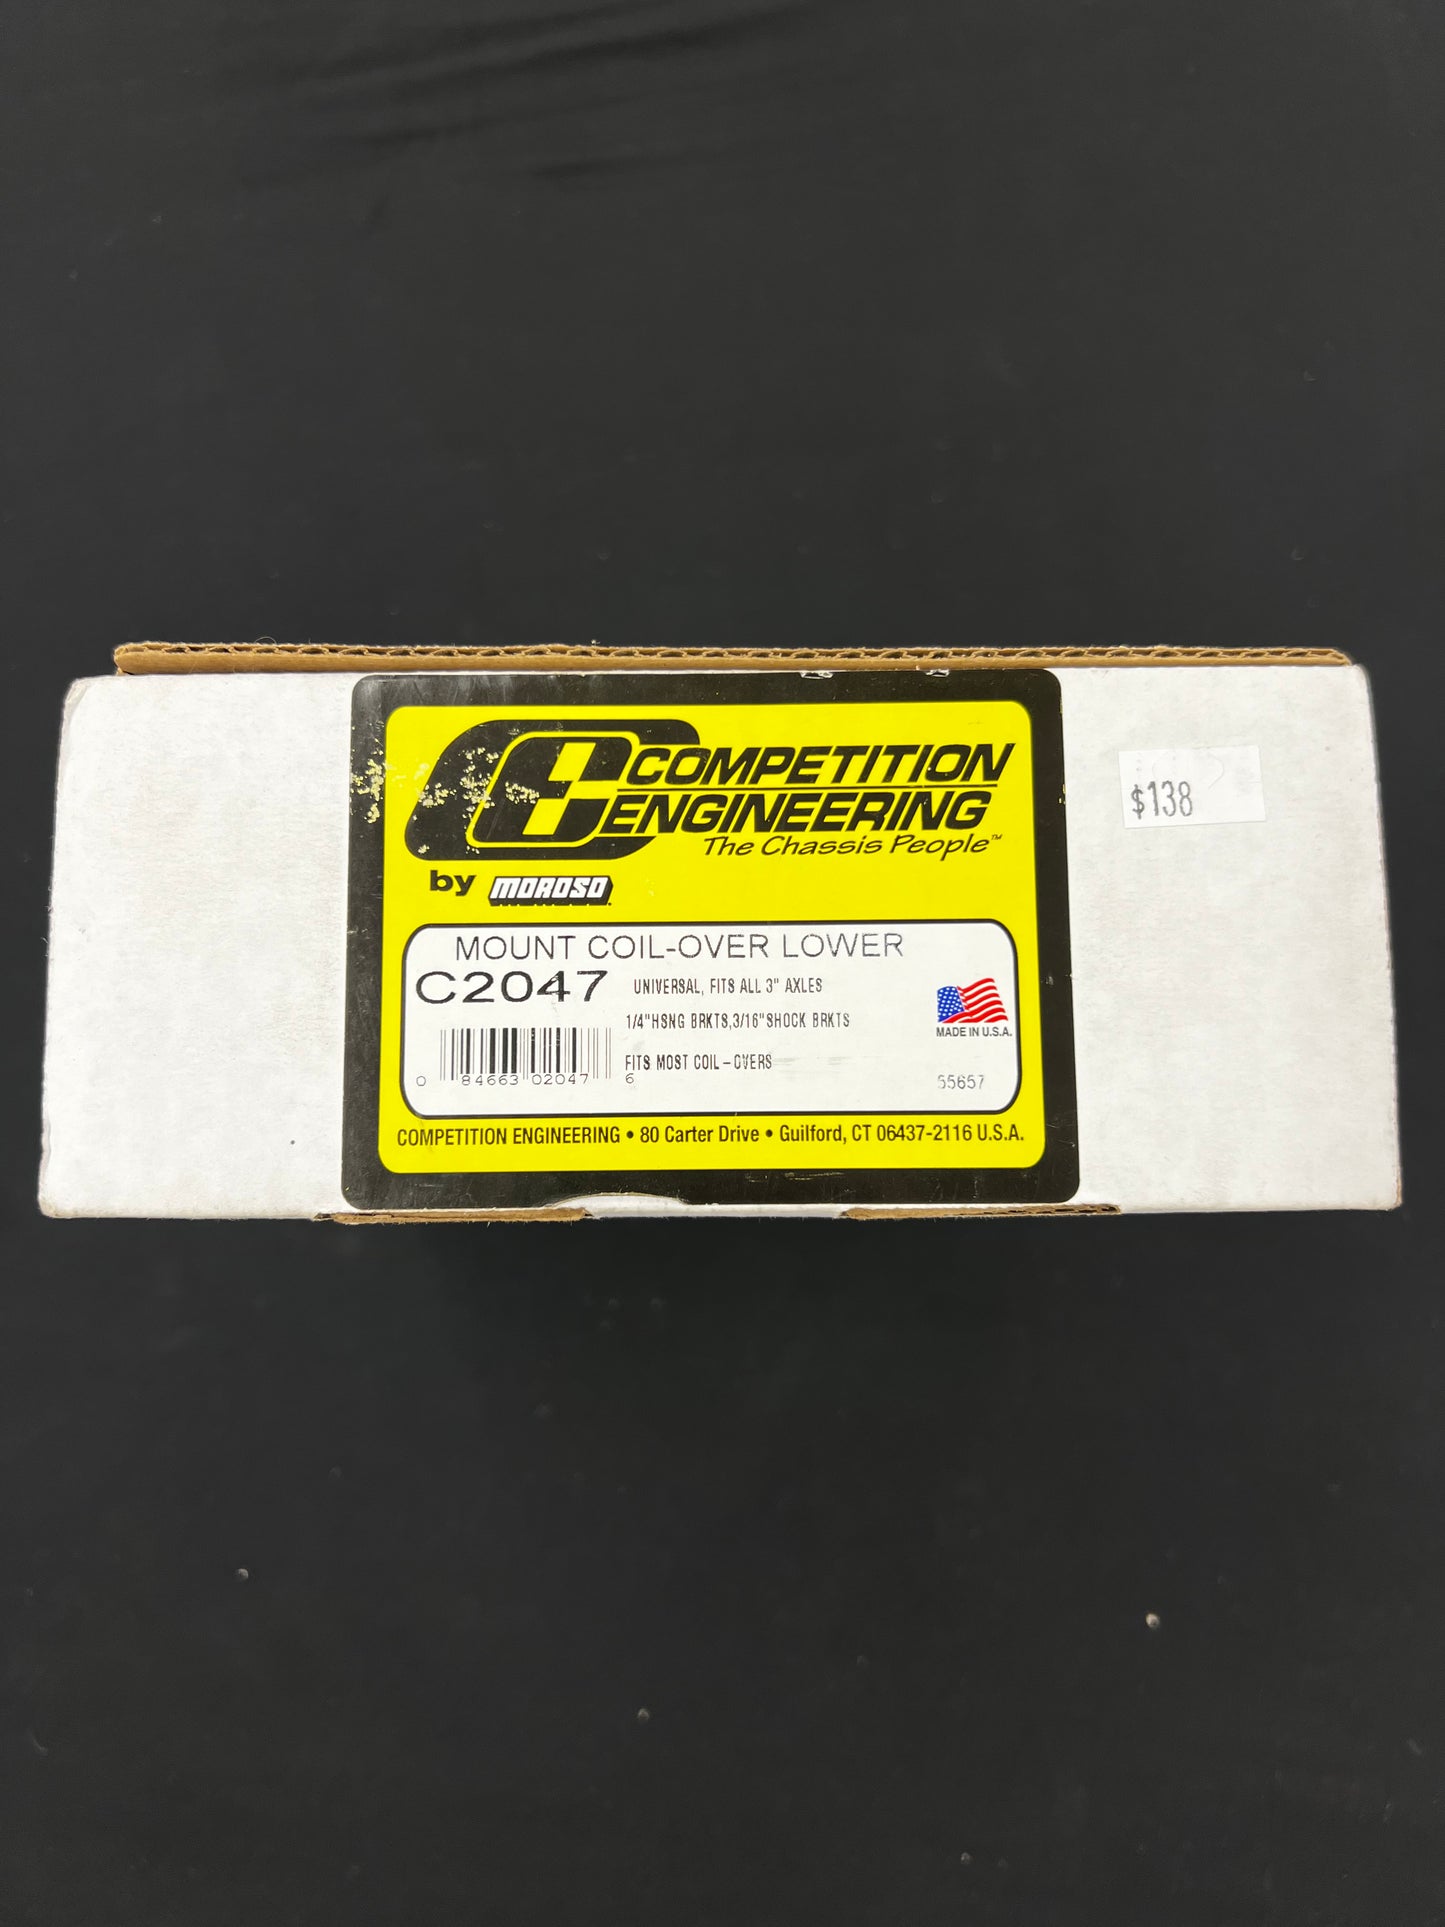 COMPETITION
ENGINEERING
The Chassis People™
by MOROSO
$138
MOUNT COIL-OVER LOWER
C2047 UNIVERSAL, FITS ALL 3" AXLES
1/4"HSNG BRKTS,3/16"SHOCK BRKTS
MADE IN U.S.A.
FITS MOST COIL-OVERS
0 84663 02047 6
55657
COMPETITION ENGINEERING • 80 Carter Drive • Guilford, CT 06437-2116 U.S.A.